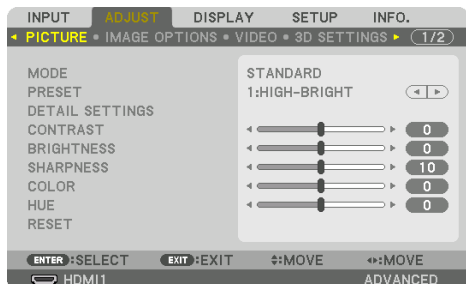 INPUT ADJUST DISPLAY SETUP INFO.
PICTURE • IMAGE OPTIONS • VIDEO • 3D SETTINGS 1/2
MODE STANDARD
PRESET 1:HIGH-BRIGHT
DETAIL SETTINGS
CONTRAST 0
BRIGHTNESS 0
SHARPNESS 10
COLOR 0
HUE 0
RESET
ENTER :SELECT EXIT :EXIT :MOVE :MOVE
HDMI1 ADVANCED